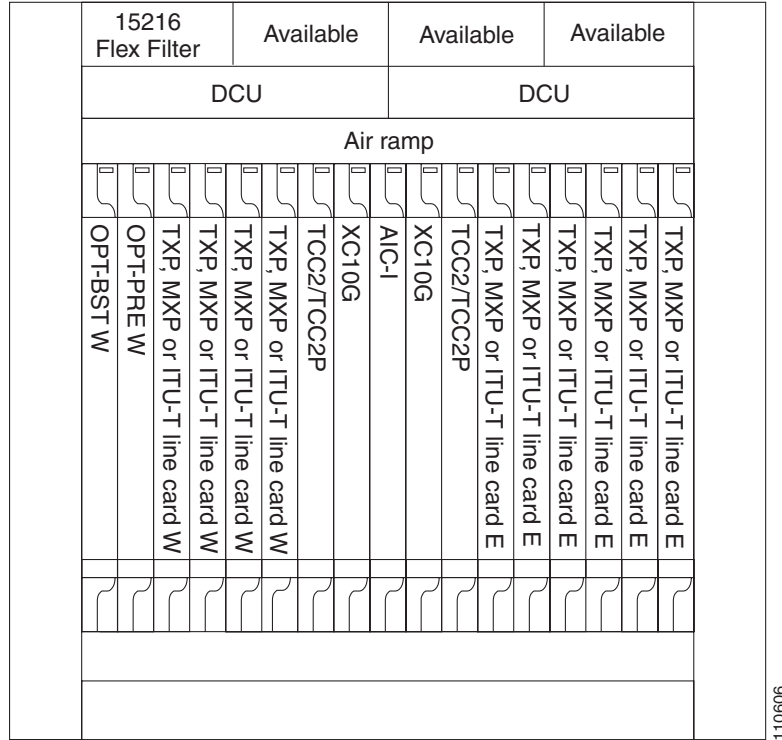 15216
Flex Filter
Available
Available
Available
DCU
DCU
Air ramp
OPT-BST W
OPT-PRE W
TXP, MXP or ITU-T line card W
TXP, MXP or ITU-T line card W
TXP, MXP or ITU-T line card W
TXP, MXP or ITU-T line card W
TCC2/TCC2P
XC10G
AIC-I
XC10G
TCC2/TCC2P
TXP, MXP or ITU-T line card E
TXP, MXP or ITU-T line card E
TXP, MXP or ITU-T line card E
TXP, MXP or ITU-T line card E
TXP, MXP or ITU-T line card E
TXP, MXP or ITU-T line card E
110606